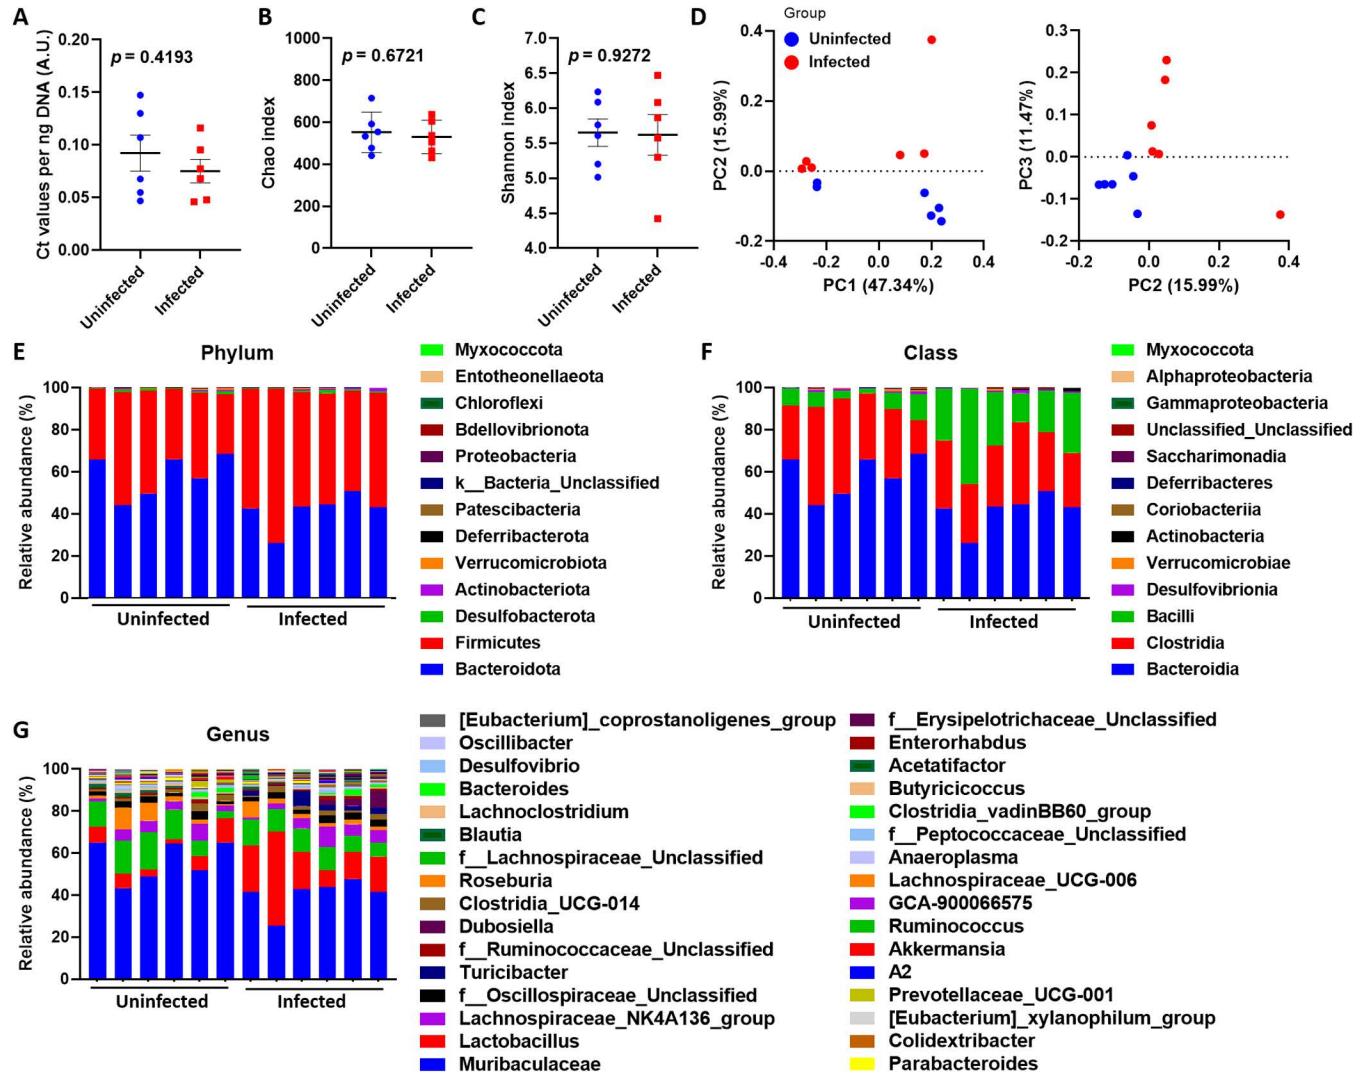 A
Ct values per ng DNA (A.U.)
0.20
0.15
0.10
0.05
0.00
p = 0.4193
Uninfected
Infected
B
Chao index
1000
800
600
400
200
0
p = 0.6721
Uninfected
Infected
C
Shannon index
7.0
6.5
6.0
5.5
5.0
4.5
4.0
p = 0.9272
Uninfected
Infected
D
Group
Uninfected
Infected
PC2 (15.99%)
0.4
0.2
0.0
-0.2
-0.4
-0.2
0.0
0.2
0.4
PC1 (47.34%)
PC3 (11.47%)
0.3
0.2
0.1
0.0
-0.1
-0.2
-0.2
0.0
0.2
0.4
PC2 (15.99%)
E
Phylum
Relative abundance (%)
100
80
60
40
20
0
Uninfected
Infected
Myxococcota
Entotheonellaeota
Chloroflexi
Bdellovibrionota
Proteobacteria
k__Bacteria_Unclassified
Patescibacteria
Deferribacterota
Verrucomicrobiota
Actinobacteriota
Desulfobacterota
Firmicutes
Bacteroidota
F
Class
Relative abundance (%)
100
80
60
40
20
0
Uninfected
Infected
Myxococcota
Alphaproteobacteria
Gammaproteobacteria
Unclassified_Unclassified
Saccharimonadia
Deferribacteres
Coriobacteriia
Actinobacteria
Verrucomicrobiae
Desulfovibrionia
Bacilli
Clostridia
Bacteroidia
G
Genus
Relative abundance (%)
100
80
60
40
20
0
Uninfected
Infected
[Eubacterium]_coprostanoligenes_group
Oscillibacter
Desulfovibrio
Bacteroides
Lachnoclostridium
Blautia
f__Lachnospiraceae_Unclassified
Roseburia
Clostridia_UCG-014
Dubosiella
f__Ruminococcaceae_Unclassified
Turicibacter
f__Oscillospiraceae_Unclassified
Lachnospiraceae_NK4A136_group
Lactobacillus
Muribaculaceae
f__Erysipelotrichaceae_Unclassified
Enterorhabdus
Acetatifactor
Butyricicoccus
Clostridia_vadinBB60_group
f__Peptococcaceae_Unclassified
Anaeroplasma
Lachnospiraceae_UCG-006
GCA-900066575
Ruminococcus
Akkermansia
A2
Prevotellaceae_UCG-001
[Eubacterium]_xylanophilum_group
Colidextribacter
Parabacteroides